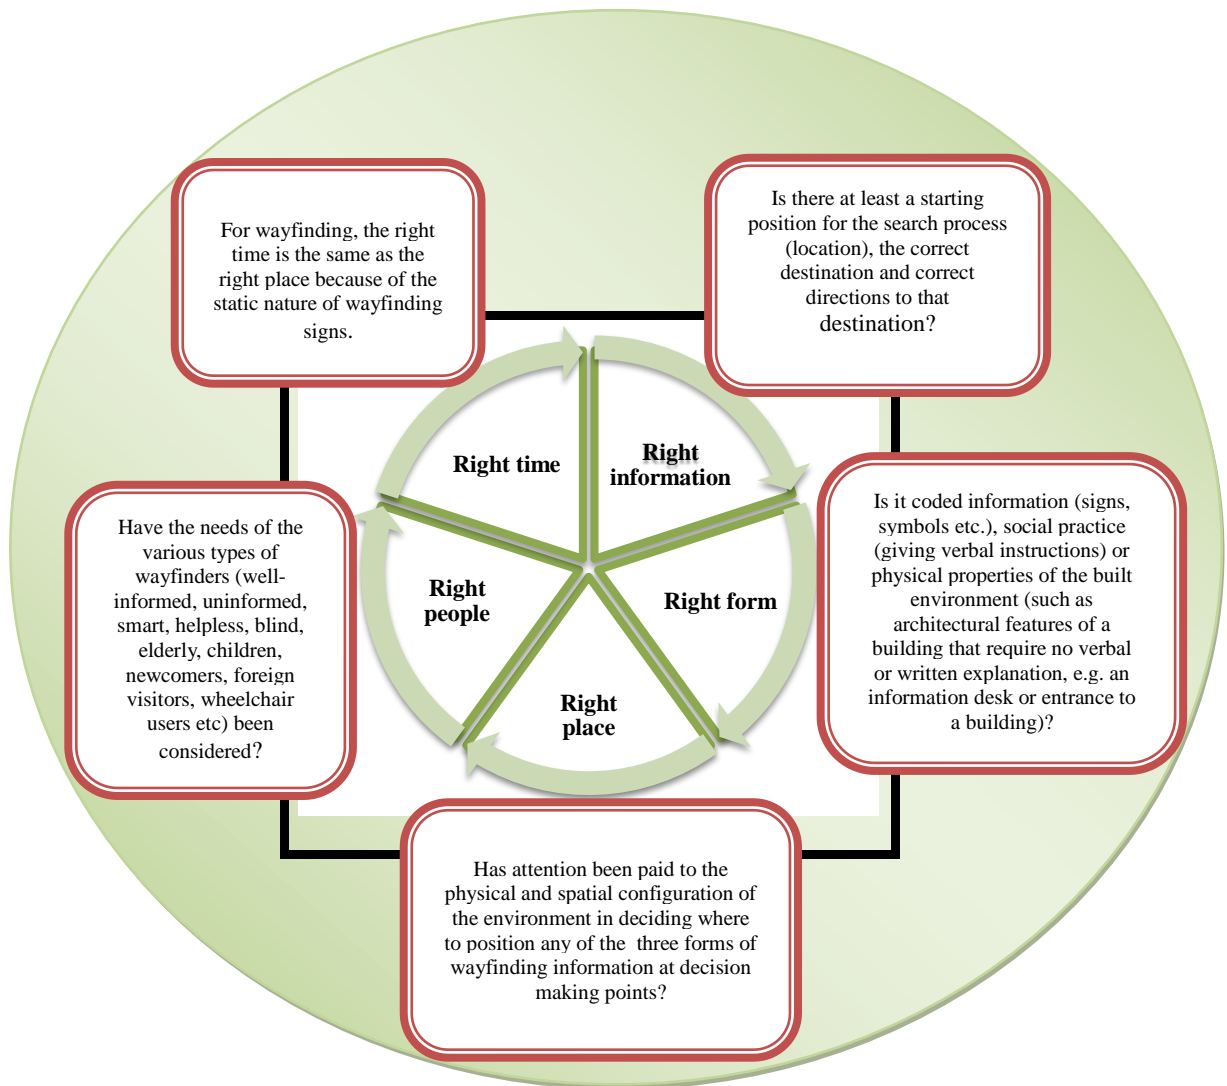 For wayfinding, the right
time is the same as the
right place because of the
static nature of wayfinding
signs.
Is there at least a starting
position for the search process
(location), the correct
destination and correct
directions to that
destination?
Right time
Right
information
Right form
Right
place
Right
people
Is it coded information (signs,
symbols etc.), social practice
(giving verbal instructions) or
physical properties of the built
environment (such as
architectural features of a
building that require no verbal
or written explanation, e.g. an
information desk or entrance to
a building)?
Have the needs of the
various types of
wayfinders (well-
informed, uninformed,
smart, helpless, blind,
elderly, children,
newcomers, foreign
visitors, wheelchair
users etc) been
considered?
Has attention been paid to the
physical and spatial configuration of
the environment in deciding where
to position any of the three forms of
wayfinding information at decision
making points?